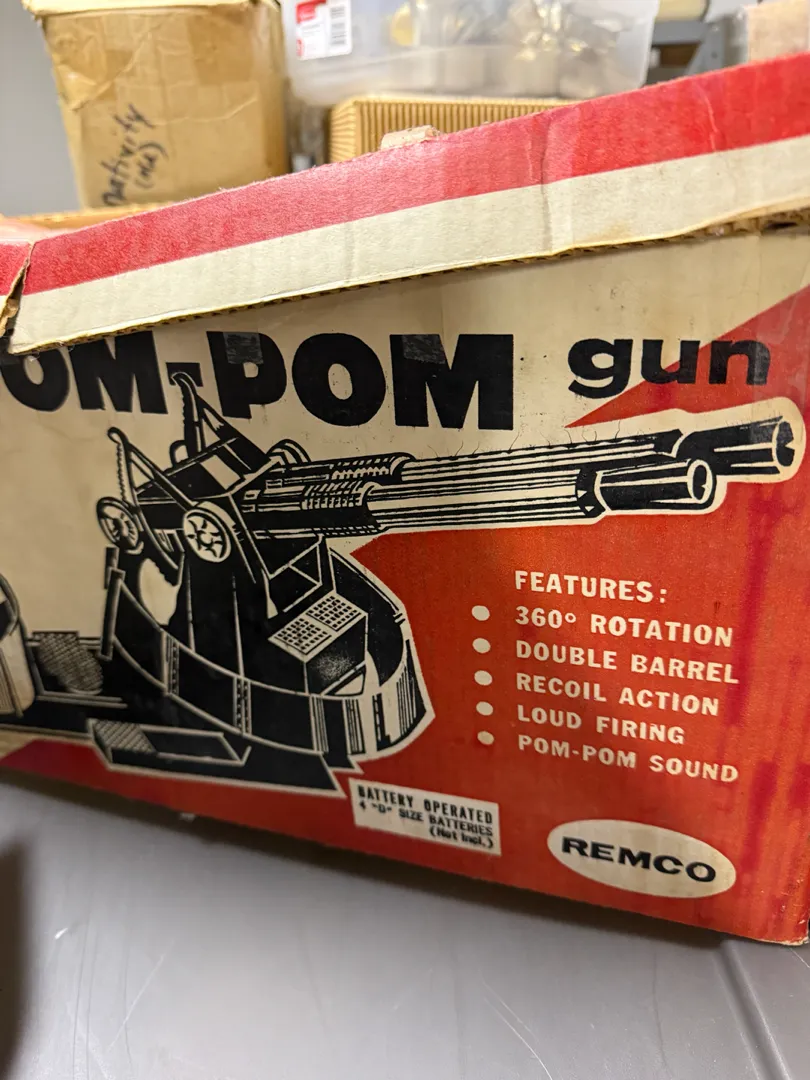 nativity
OM-POM gun
FEATURES:
360° ROTATION
DOUBLE BARREL
RECOIL ACTION
LOUD FIRING
POM-POM SOUND
BATTERY OPERATED
4 "D" SIZE BATTERIES
(Not Incl.)
REMCO